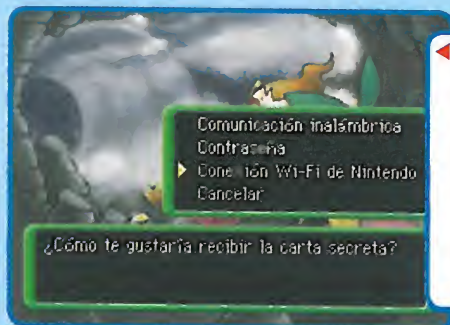 Comunicación inalámbrica
Contraseña
Conexión Wi-Fi de Nintendo
Cancelar
¿Cómo te gustaría recibir la carta secreta?